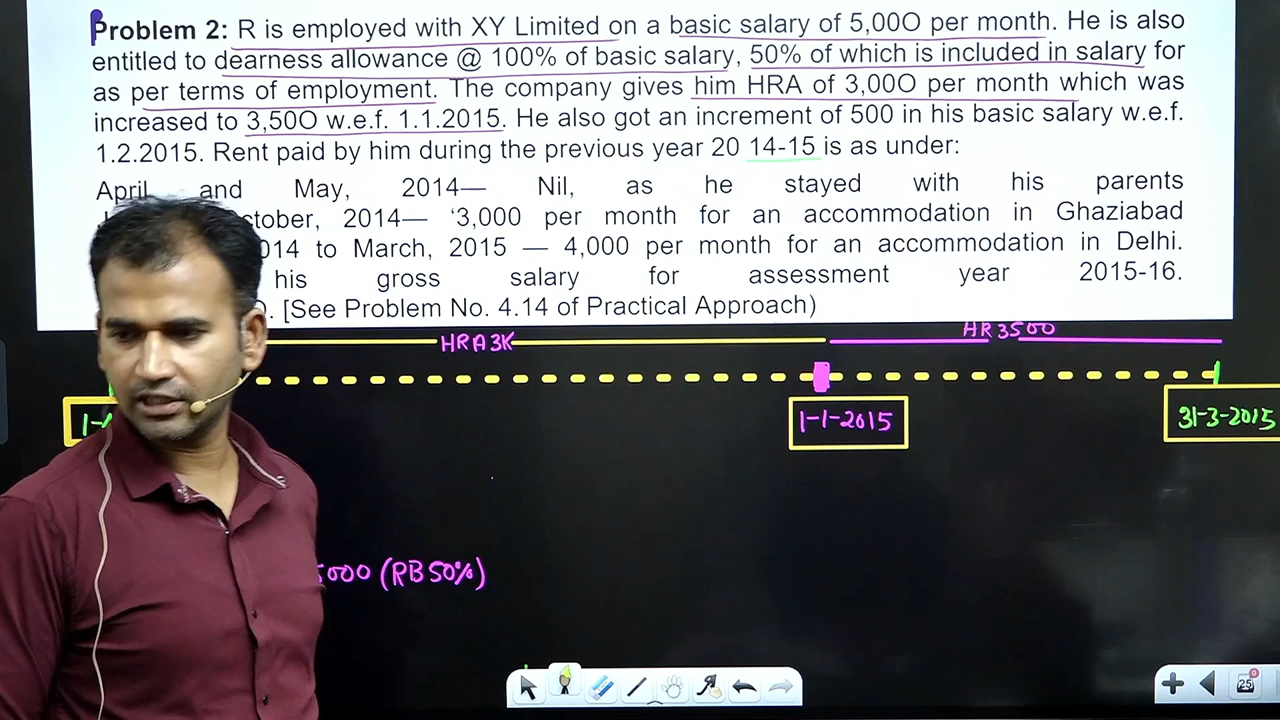 Problem 2: R is employed with XY Limited on a basic salary of 5,00O per month. He is also
entitled to dearness allowance @ 100% of basic salary, 50% of which is included in salary for
as per terms of employment. The company gives him HRA of 3,00O per month which was
increased to 3,50O w.e.f. 1.1.2015. He also got an increment of 500 in his basic salary w.e.f.
1.2.2015. Rent paid by him during the previous year 20 14-15 is as under:
April and May, 2014— Nil, as he stayed with his parents
ctober, 2014— ‘3,000 per month for an accommodation in Ghaziabad
014 to March, 2015 — 4,000 per month for an accommodation in Delhi.
his gross salary for assessment year 2015-16.
. [See Problem No. 4.14 of Practical Approach)
HRA 3K HR 3500
1-1-2015 31-3-2015
5000 (RB 50%)
25